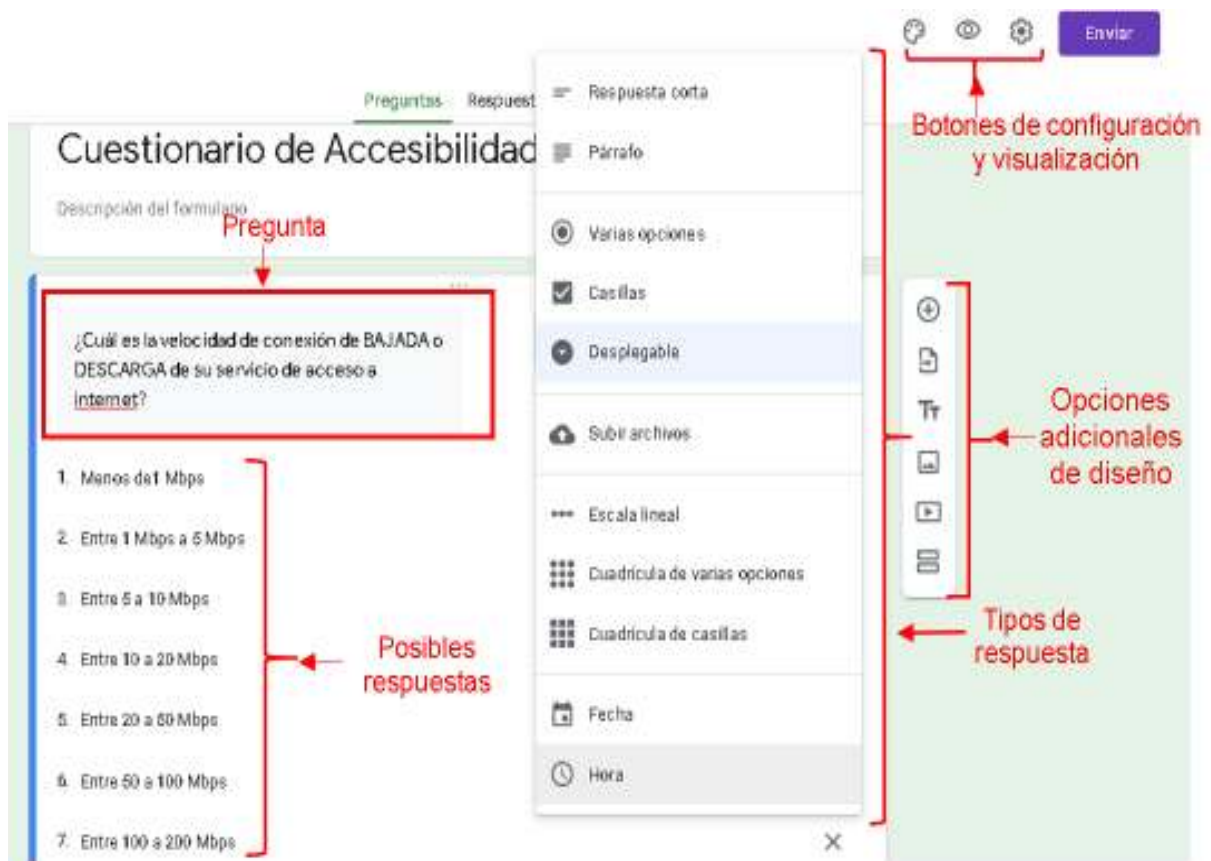 Enviar
Botones de configuración
y visualización
Preguntas Respuest
Cuestionario de Accesibilidad
Descripción del formulario
Pregunta
¿Cuál es la velocidad de conexión de BAJADA o
DESCARGA de su servicio de acceso a
internet?
1. Menos de1 Mbps
2. Entre 1 Mbps a 5 Mbps
3. Entre 5 a 10 Mbps
4. Entre 10 a 20 Mbps
5. Entre 20 a 50 Mbps
6. Entre 50 a 100 Mbps
7. Entre 100 a 200 Mbps
Posibles
respuestas
Respuesta corta
Párrafo
Varias opciones
Casillas
Desplegable
Subir archivos
Escala lineal
Cuadrícula de varias opciones
Cuadrícula de casillas
Fecha
Hora
Tт
Opciones
adicionales
de diseño
Tipos de
respuesta